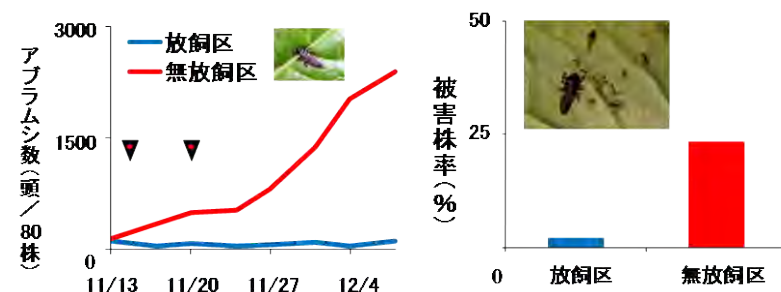 アブラムシ数（頭／80株）
3000
1500
0
放飼区
無放飼区
11/13
11/20
11/27
12/4
被害株率（%）
50
25
0
放飼区
無放飼区